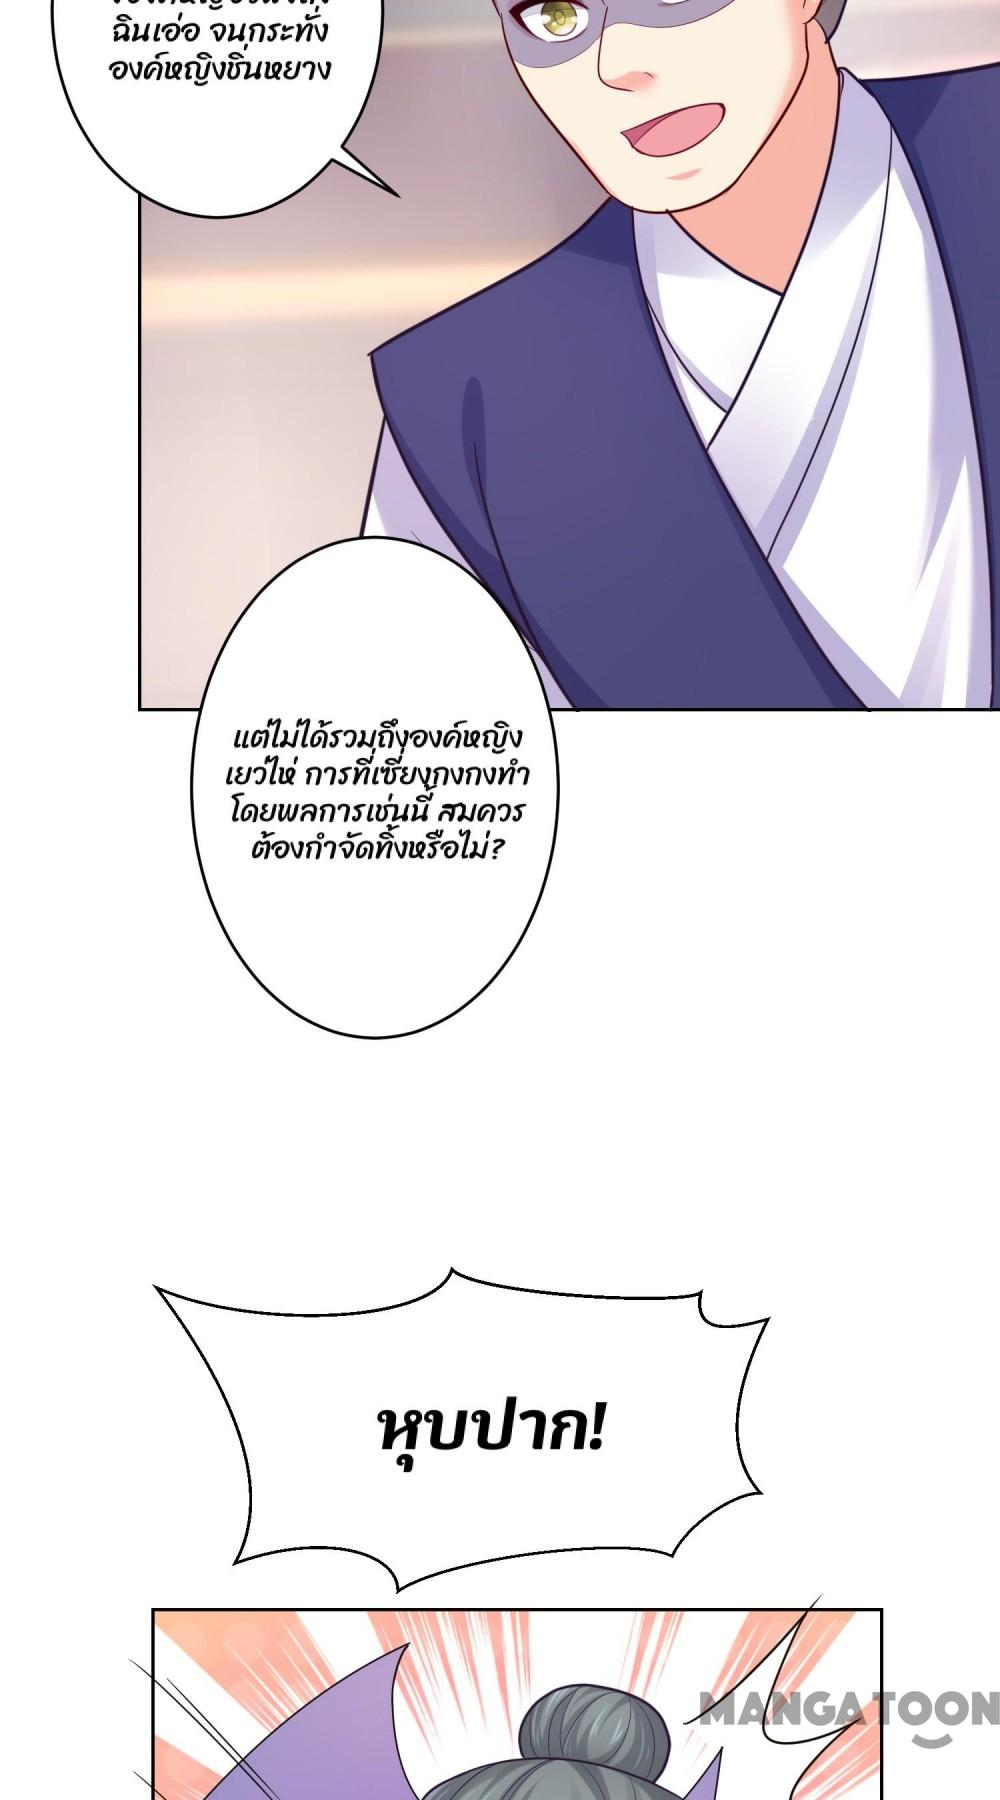 ฉินเอ่อ จนกระทั่ง
องค์หญิงชิ่นหยาง
แต่ไม่ได้รวมถึงองค์หญิง
เยว่ไห่ การที่เซี่ยงกงกงทำ
โดยพลการเช่นนี้ สมควร
ต้องกำจัดทิ้งหรือไม่?
หุบปาก!
MANGATOON